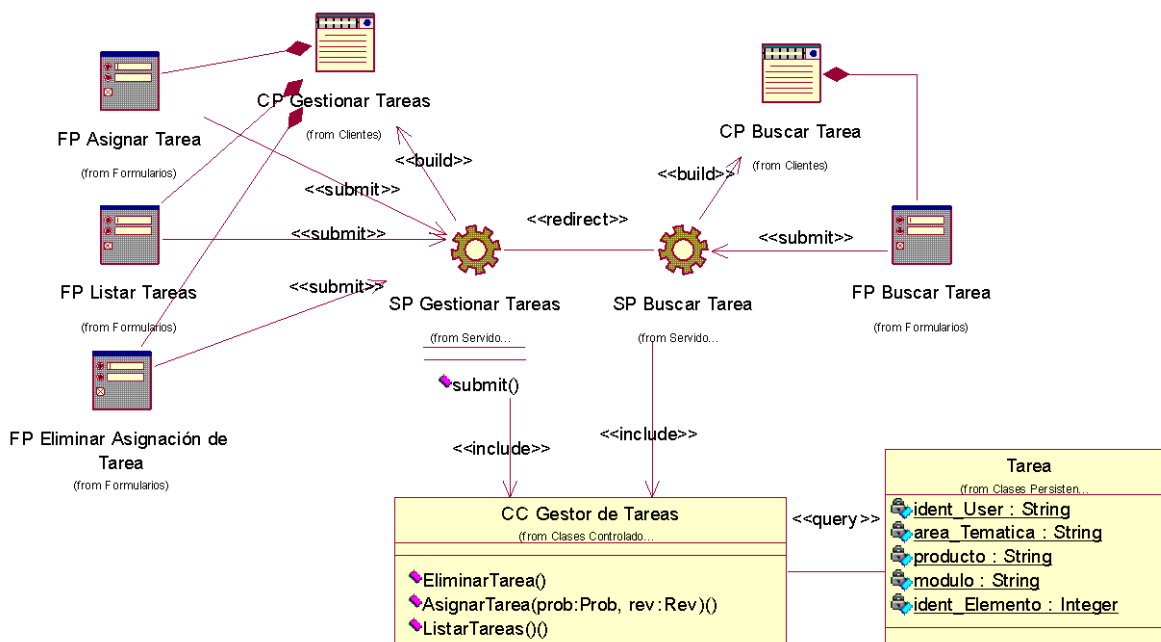 CP Gestionar Tareas
(from Clientes)
FP Asignar Tarea
(from Formularios)
CP Buscar Tarea
(from Clientes)
<<build>>
<<build>>
<<submit>>
<<submit>>
<<submit>>
<<redirect>>
<<submit>>
FP Listar Tareas
(from Formularios)
SP Gestionar Tareas
(from Servido...
submit()
SP Buscar Tarea
(from Servido...
FP Buscar Tarea
(from Formularios)
FP Eliminar Asignación de
Tarea
(from Formularios)
<<include>>
<<include>>
CC Gestor de Tareas
(from Clases Controlado...
EliminarTarea()
AsignarTarea(prob:Prob, rev:Rev)()
ListarTareas()()
<<query>>
Tarea
(from Clases Persisten...
ident_User : String
area_Tematica : String
producto : String
modulo : String
ident_Elemento : Integer